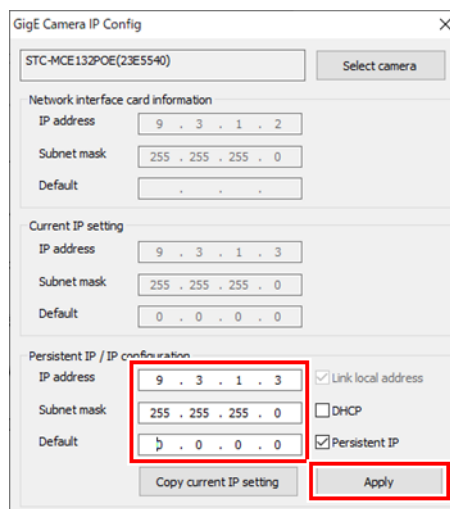 GigE Camera IP Config
STC-MCE132POE(23E5540)
Select camera
Network interface card information
IP address 9 . 3 . 1 . 2
Subnet mask 255 . 255 . 255 . 0
Default . . .
Current IP setting
IP address 9 . 3 . 1 . 3
Subnet mask 255 . 255 . 255 . 0
Default 0 . 0 . 0 . 0
Persistent IP / IP configuration
IP address 9 . 3 . 1 . 3 Link local address
Subnet mask 255 . 255 . 255 . 0 DHCP
Default 0 . 0 . 0 . 0 Persistent IP
Copy current IP setting Apply